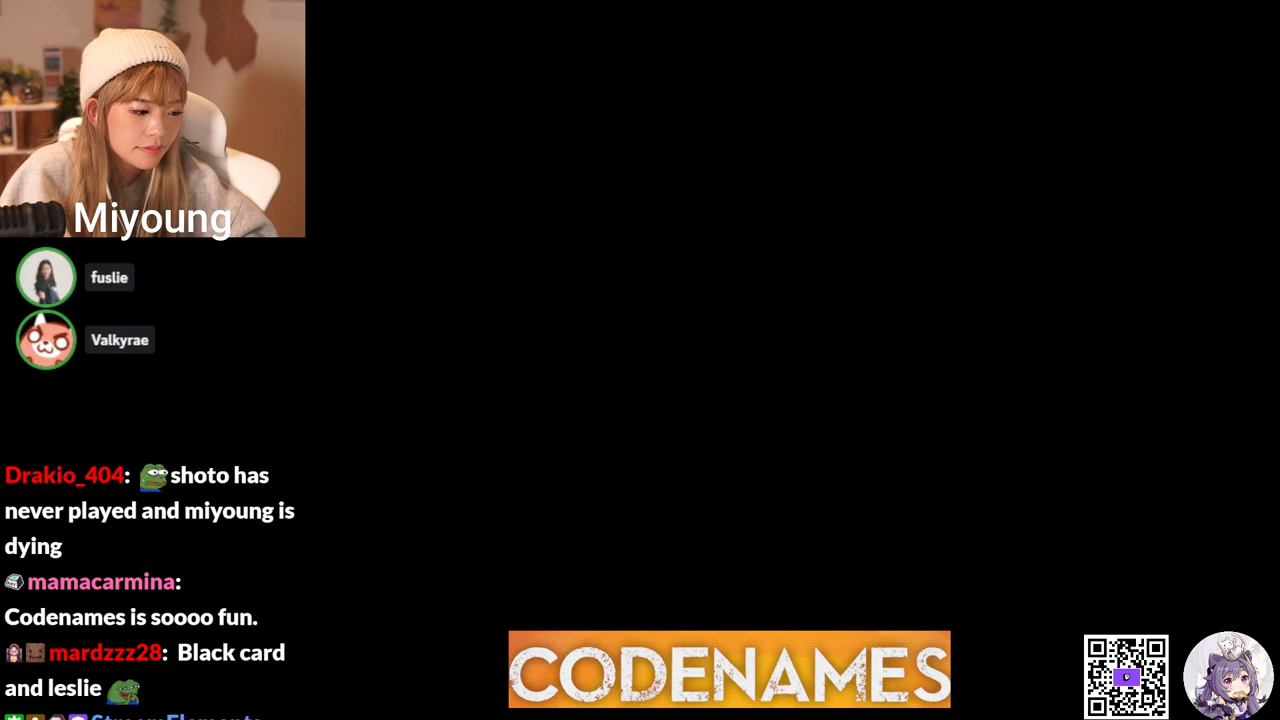 Miyoung
fuslie
Valkyrae
Drakio_404: shoto has
never played and miyoung is
dying
mamacarmina:
Codenames is soooo fun.
mardzzz28: Black card
and leslie
StreamElements
CODENAMES